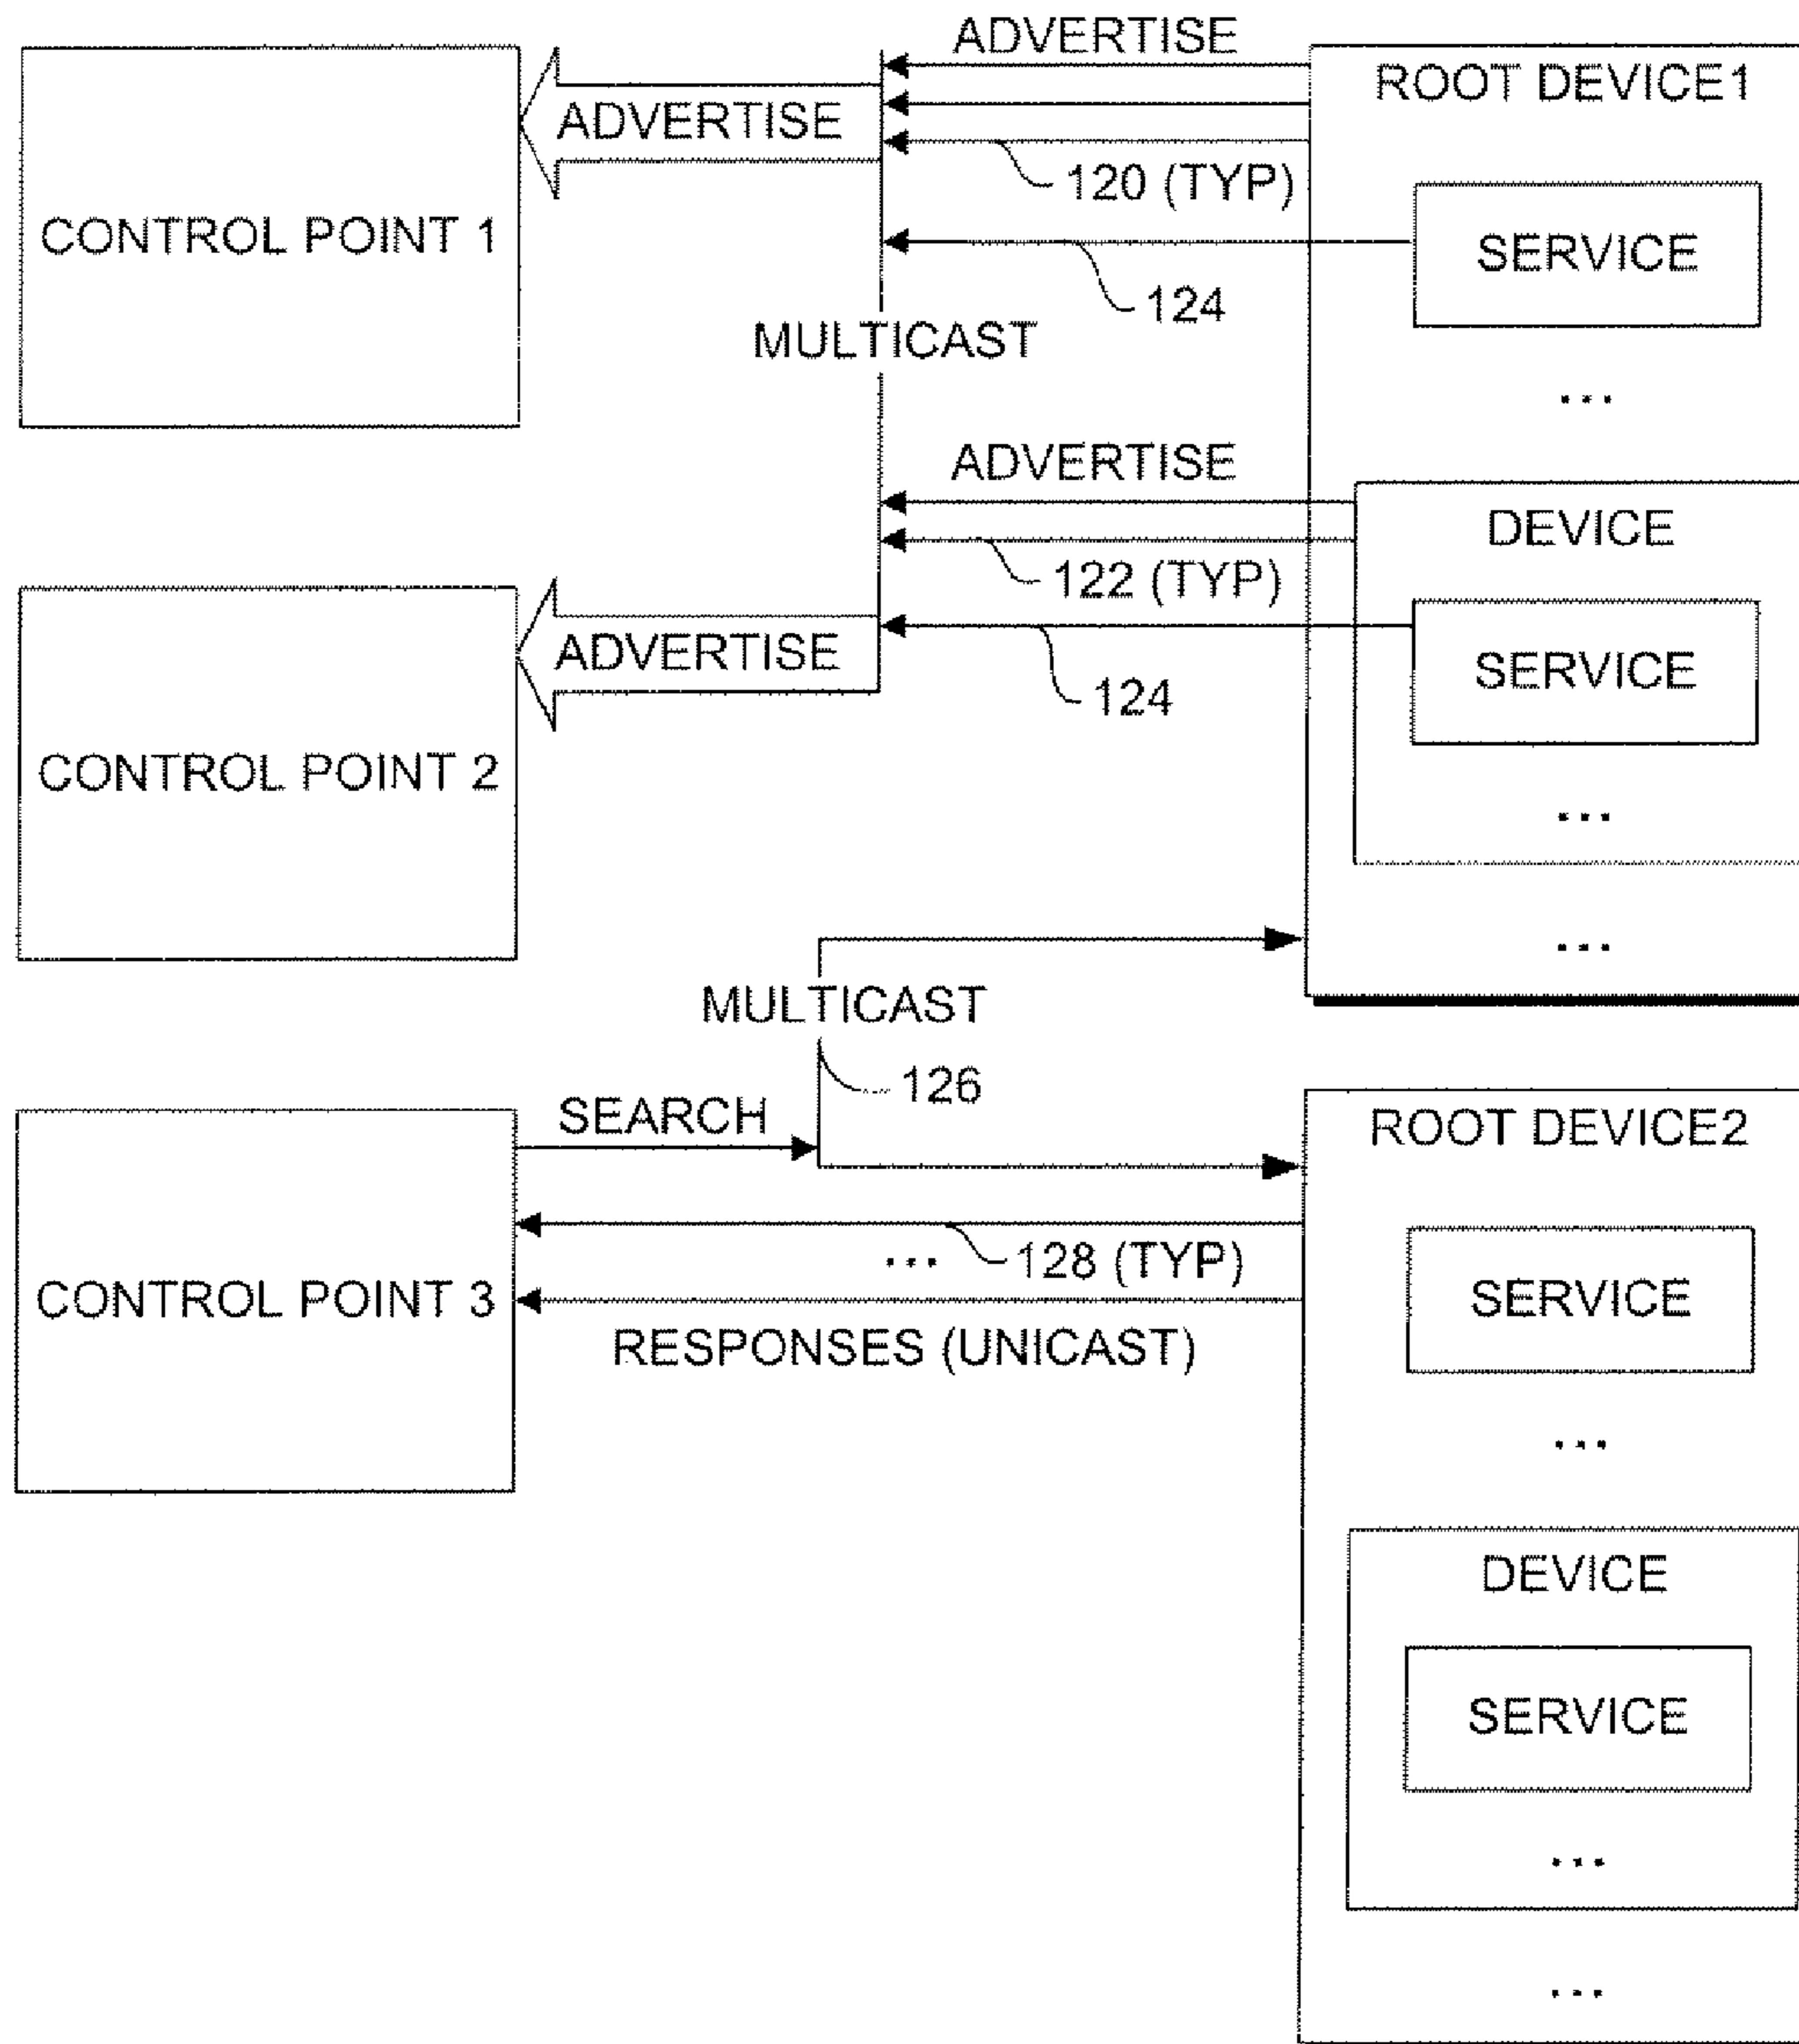 ADVERTISE
ROOT DEVICE1
ADVERTISE
120 (TYP)
CONTROL POINT 1
SERVICE
124
MULTICAST
...
ADVERTISE
DEVICE
122 (TYP)
ADVERTISE
SERVICE
124
CONTROL POINT 2
...
...
MULTICAST
126
SEARCH
ROOT DEVICE2
... 128 (TYP)
CONTROL POINT 3
SERVICE
RESPONSES (UNICAST)
...
DEVICE
SERVICE
...
...